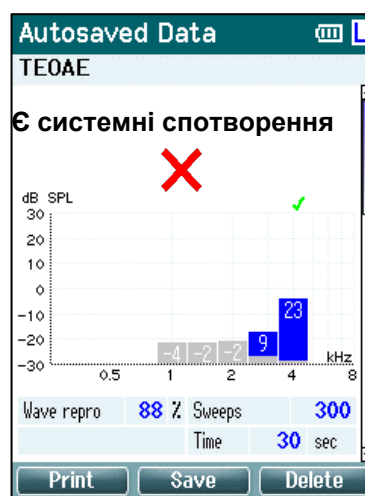 Autosaved Data L
TEOAE
Є системні спотворення
dB SPL
30
20
10
0
-10
-20
-30
-4 -2 -2 9 23
kHz
0.5 1 2 4 8
Wave repro 88 % Sweeps 300
Time 30 sec
Print Save Delete